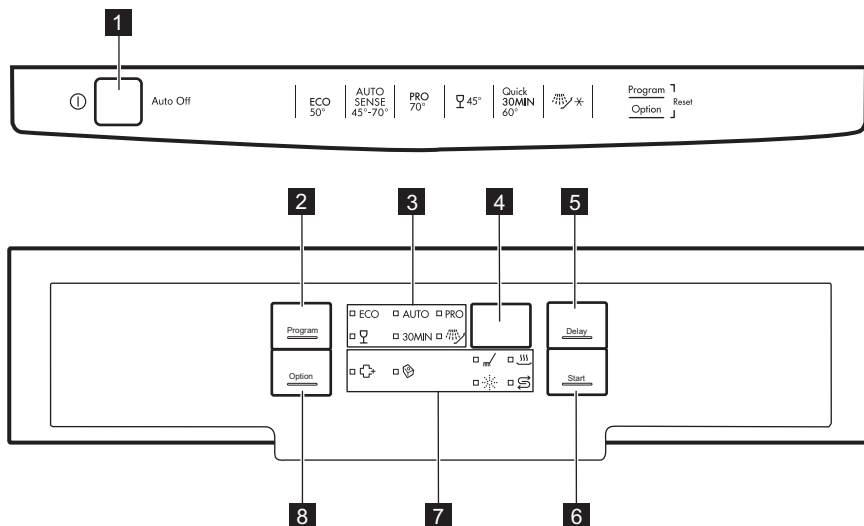 1
Auto Off
ECO
50°
AUTO
SENSE
45°-70°
PRO
70°
45°
Quick
30MIN
60°
Program
Option
Reset
2
3
4
5
Program
ECO
AUTO
PRO
30MIN
Delay
Option
Start
8
7
6